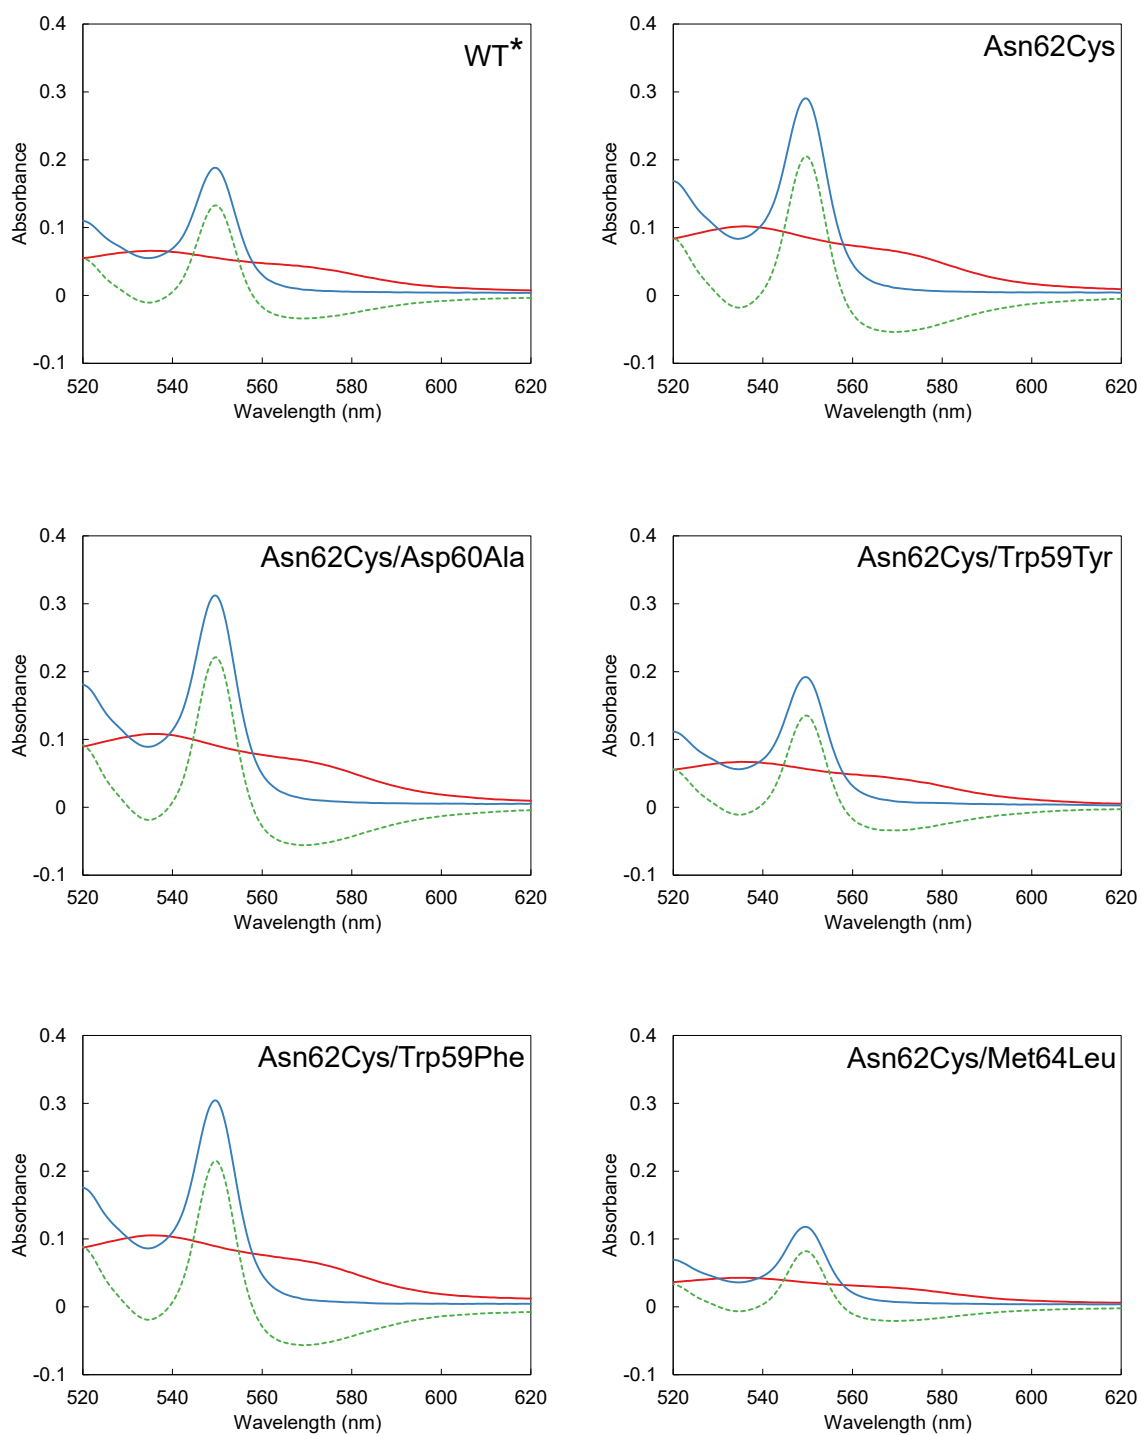 WT*
0.4
0.3
0.2
0.1
0
-0.1
Absorbance
520 540 560 580 600 620
Wavelength (nm)
Asn62Cys
0.4
0.3
0.2
0.1
0
-0.1
Absorbance
520 540 560 580 600 620
Wavelength (nm)
Asn62Cys/Asp60Ala
0.4
0.3
0.2
0.1
0
-0.1
Absorbance
520 540 560 580 600 620
Wavelength (nm)
Asn62Cys/Trp59Tyr
0.4
0.3
0.2
0.1
0
-0.1
Absorbance
520 540 560 580 600 620
Wavelength (nm)
Asn62Cys/Trp59Phe
0.4
0.3
0.2
0.1
0
-0.1
Absorbance
520 540 560 580 600 620
Wavelength (nm)
Asn62Cys/Met64Leu
0.4
0.3
0.2
0.1
0
-0.1
Absorbance
520 540 560 580 600 620
Wavelength (nm)